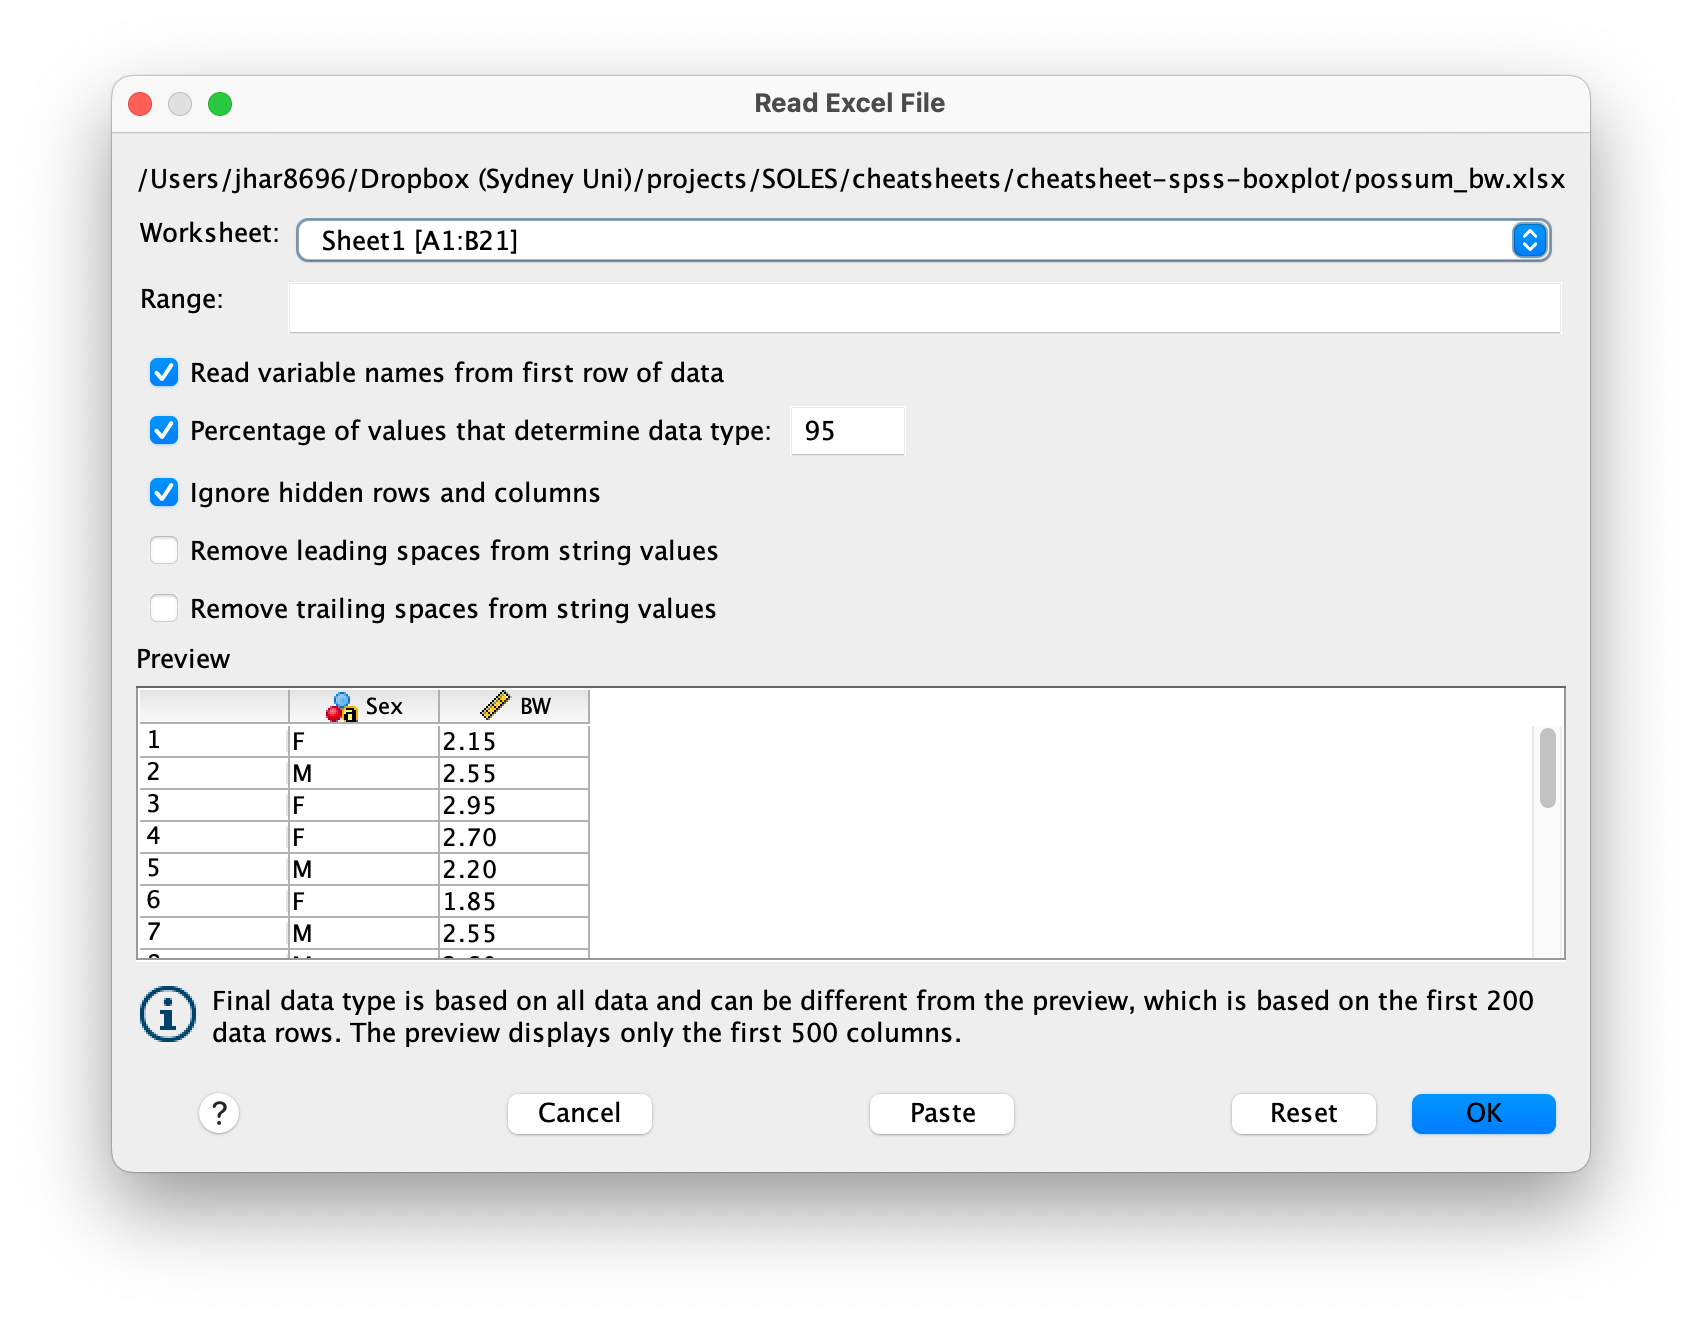 Read Excel File
/Users/jhar8696/Dropbox (Sydney Uni)/projects/SOLES/cheatsheets/cheatsheet-spss-boxplot/possum_bw.xlsx
Worksheet: Sheet1 [A1:B21]
Range:
Read variable names from first row of data
Percentage of values that determine data type: 95
Ignore hidden rows and columns
Remove leading spaces from string values
Remove trailing spaces from string values
Preview
Sex BW
1 F 2.15
2 M 2.55
3 F 2.95
4 F 2.70
5 M 2.20
6 F 1.85
7 M 2.55
Final data type is based on all data and can be different from the preview, which is based on the first 200
data rows. The preview displays only the first 500 columns.
? Cancel Paste Reset OK